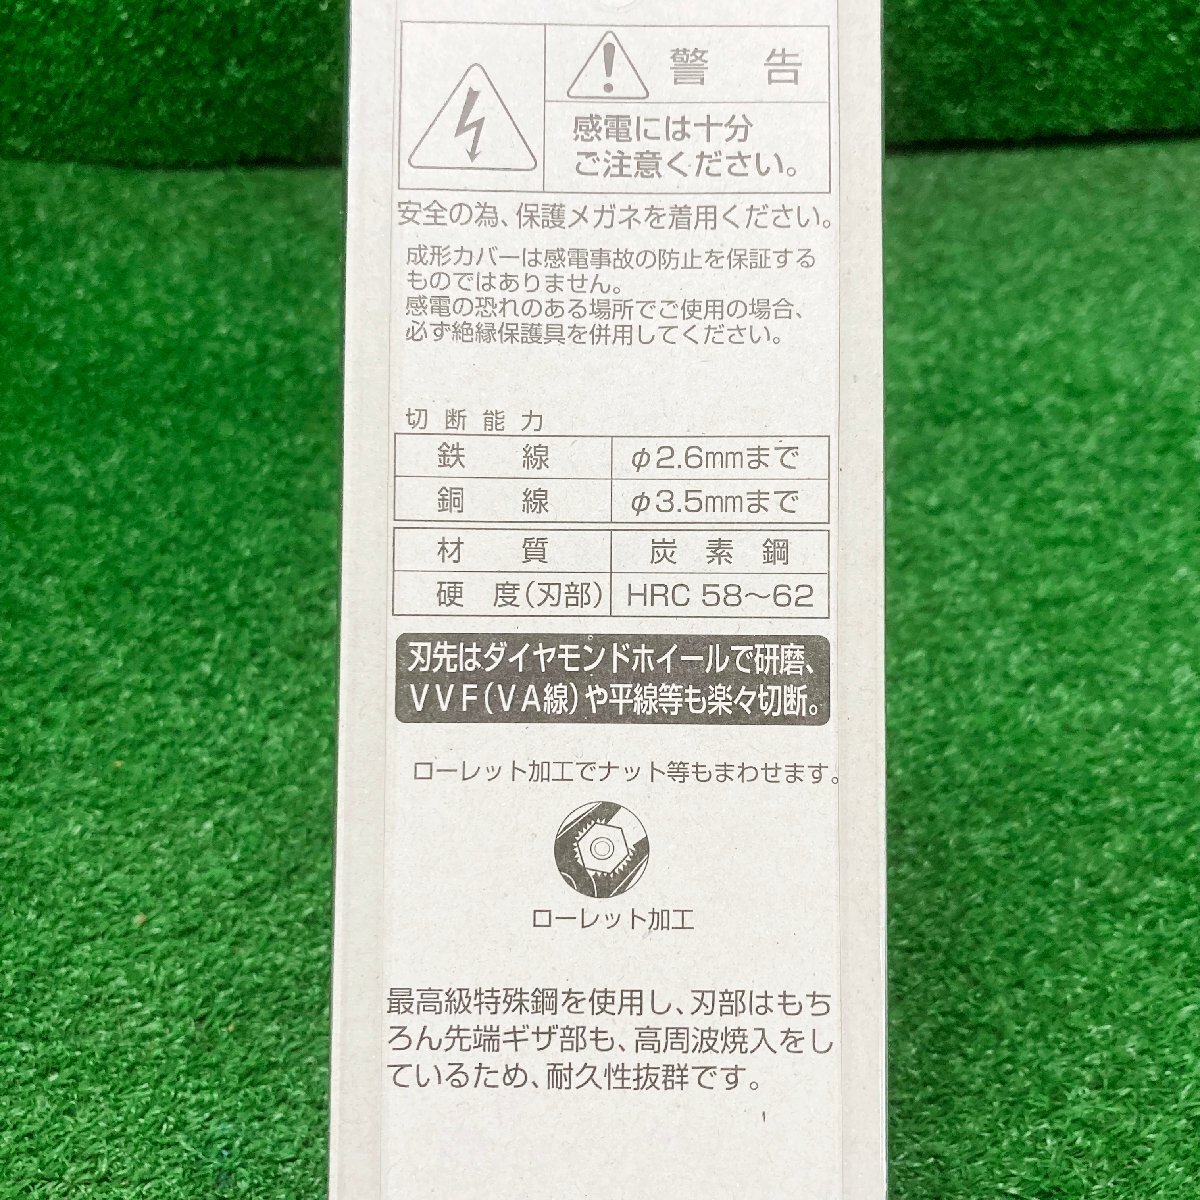 警 告
感電には十分
ご注意ください。
安全の為、保護メガネを着用ください。
成形カバーは感電事故の防止を保証する
ものではありません。
感電の恐れのある場所でご使用の場合、
必ず絶縁保護具を併用してください。
切断能力
鉄 線 φ2.6mmまで
銅 線 φ3.5mmまで
材 質 炭素鋼
硬 度(刃部) HRC 58〜62
刃先はダイヤモンドホイールで研磨、
VVF(VA線)や平線等も楽々切断。
ローレット加工でナット等もまわせます。
ローレット加工
最高級特殊鋼を使用し、刃部はもち
ろん先端ギザ部も、高周波焼入をし
ているため、耐久性抜群です。